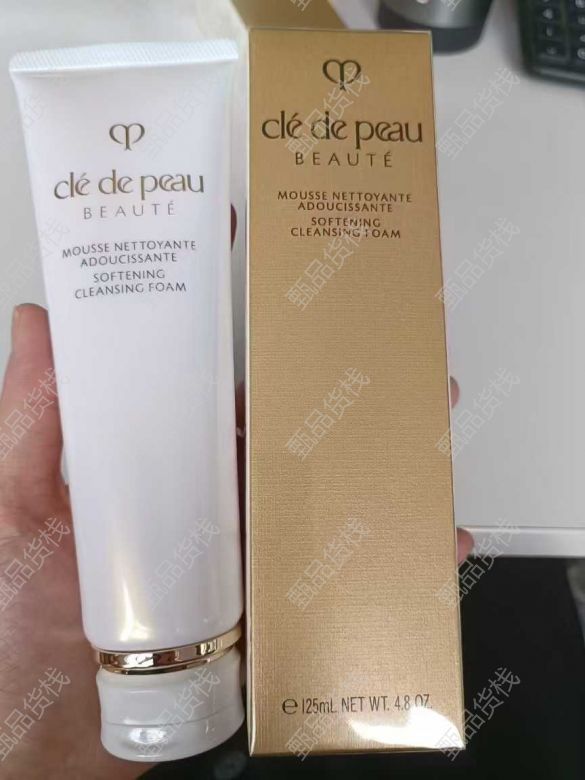 clé de peau
BEAUTÉ
MOUSSE NETTOYANTE
ADOUCISSANTE
SOFTENING
CLEANSING FOAM
clé de peau
BEAUTÉ
MOUSSE NETTOYANTE
ADOUCISSANTE
SOFTENING
CLEANSING FOAM
℮ 125mL NET WT. 4.8 OZ.
甄品货栈